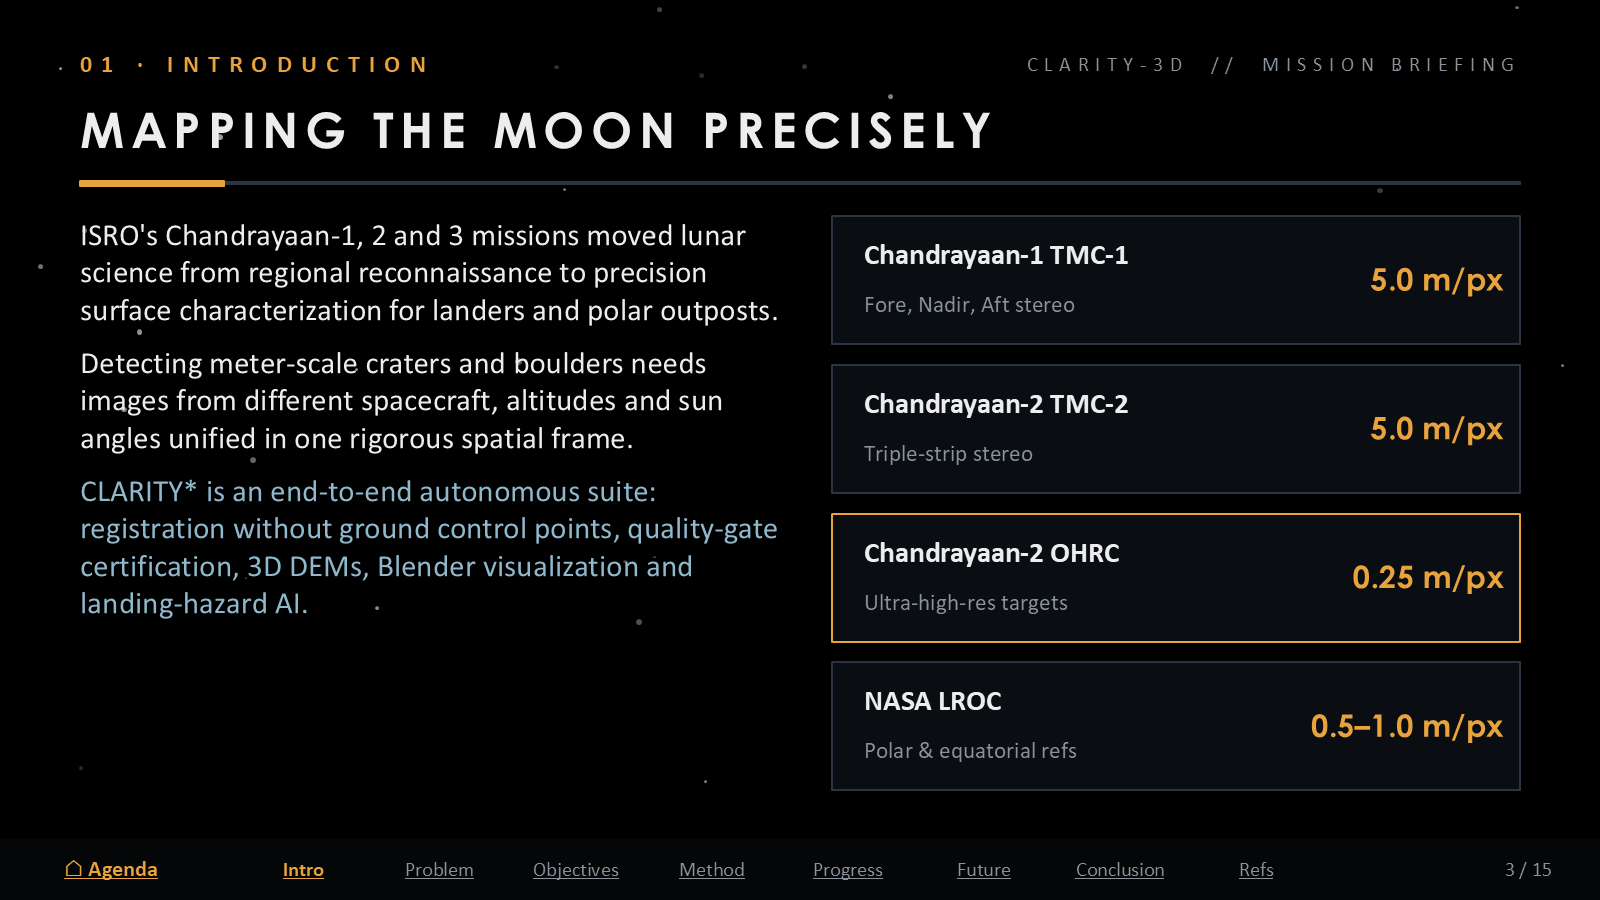 01 · INTRODUCTION
CLARITY-3D // MISSION BRIEFING
MAPPING THE MOON PRECISELY
ISRO's Chandrayaan-1, 2 and 3 missions moved lunar
science from regional reconnaissance to precision
surface characterization for landers and polar outposts.
Detecting meter-scale craters and boulders needs
images from different spacecraft, altitudes and sun
angles unified in one rigorous spatial frame.
CLARITY* is an end-to-end autonomous suite:
registration without ground control points, quality-gate
certification, 3D DEMs, Blender visualization and
landing-hazard AI.
Chandrayaan-1 TMC-1
Fore, Nadir, Aft stereo
5.0 m/px
Chandrayaan-2 TMC-2
Triple-strip stereo
5.0 m/px
Chandrayaan-2 OHRC
Ultra-high-res targets
0.25 m/px
NASA LROC
Polar & equatorial refs
0.5–1.0 m/px
⌂ Agenda Intro Problem Objectives Method Progress Future Conclusion Refs 3 / 15